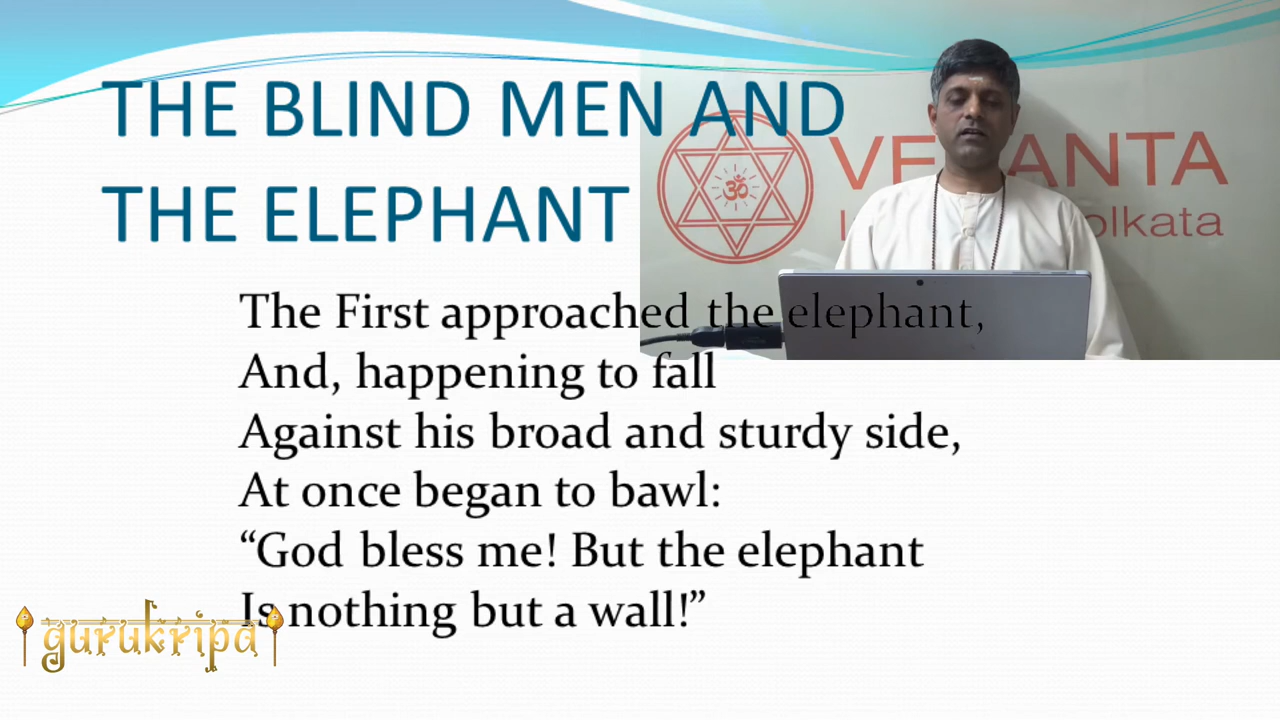 THE BLIND MEN AND
THE ELEPHANT
VE ANTA
I olkata
ॐ
The First approached the elephant,
And, happening to fall
Against his broad and sturdy side,
At once began to bawl:
“God bless me! But the elephant
Is nothing but a wall!”
gurukripa